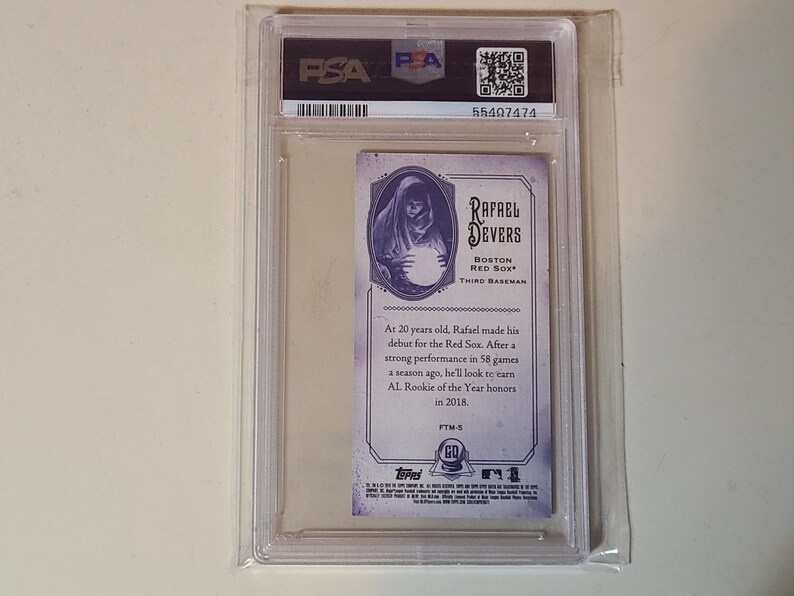 PSA
PSA
55407474
RAFAEL
DEVERS
BOSTON
RED SOX®
THIRD BASEMAN
At 20 years old, Rafael made his
debut for the Red Sox. After a
strong performance in 58 games
a season ago, he'll look to earn
AL Rookie of the Year honors
in 2018.
FTM-5
GQ
Topps